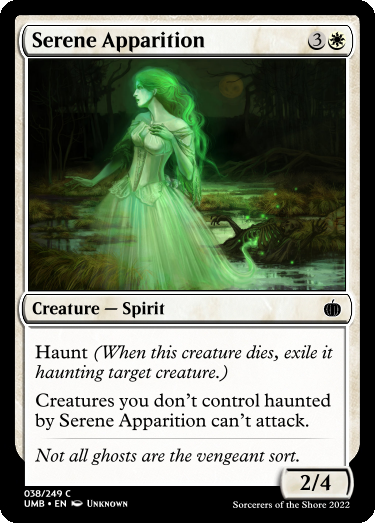 Serene Apparition 3
Creature — Spirit
Haunt (When this creature dies, exile it
haunting target creature.)
Creatures you don't control haunted
by Serene Apparition can't attack.
Not all ghosts are the vengeant sort.
2/4
038/249 C
UMB • EN Unknown
Sorcerers of the Shore 2022